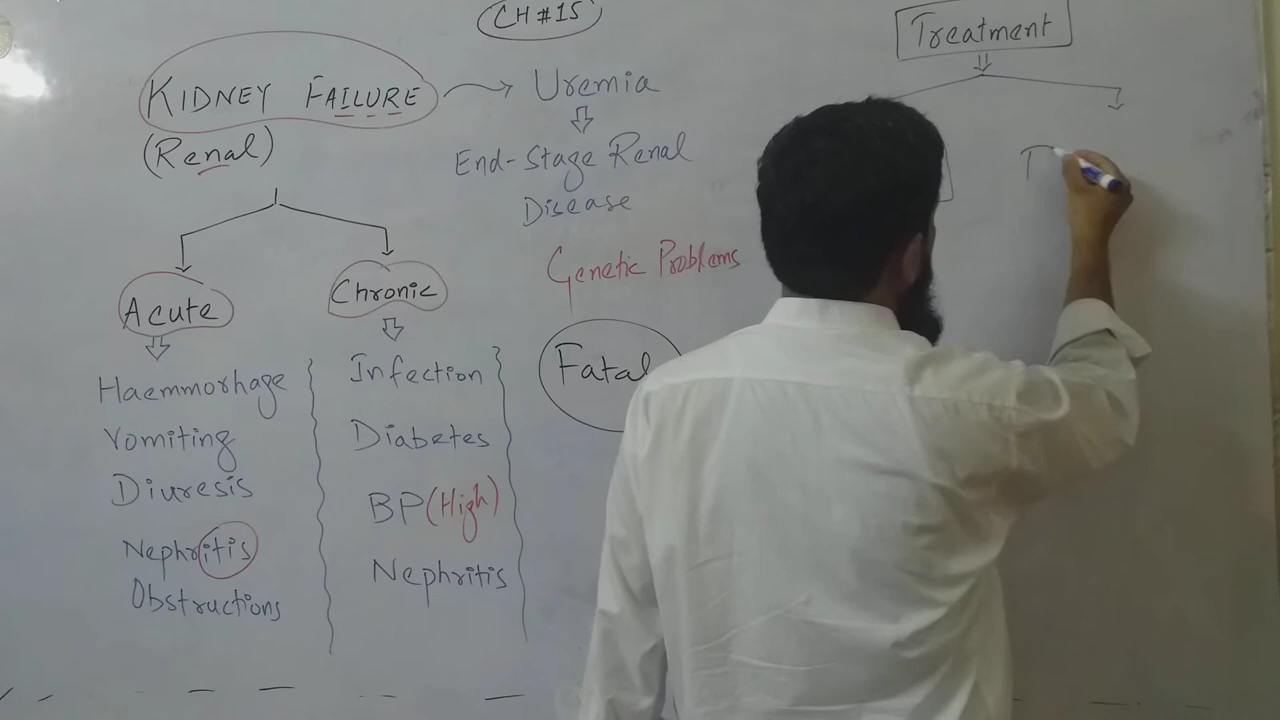 CH # 15
KIDNEY FAILURE
(Renal)
Acute
Haemmorhage
Vomiting
Diuresis
Nephritis
Obstructions
Chronic
Infection
Diabetes
BP (High)
Nephritis
Uremia
End-Stage Renal
Disease
Genetic Problems
Fatal
Treatment